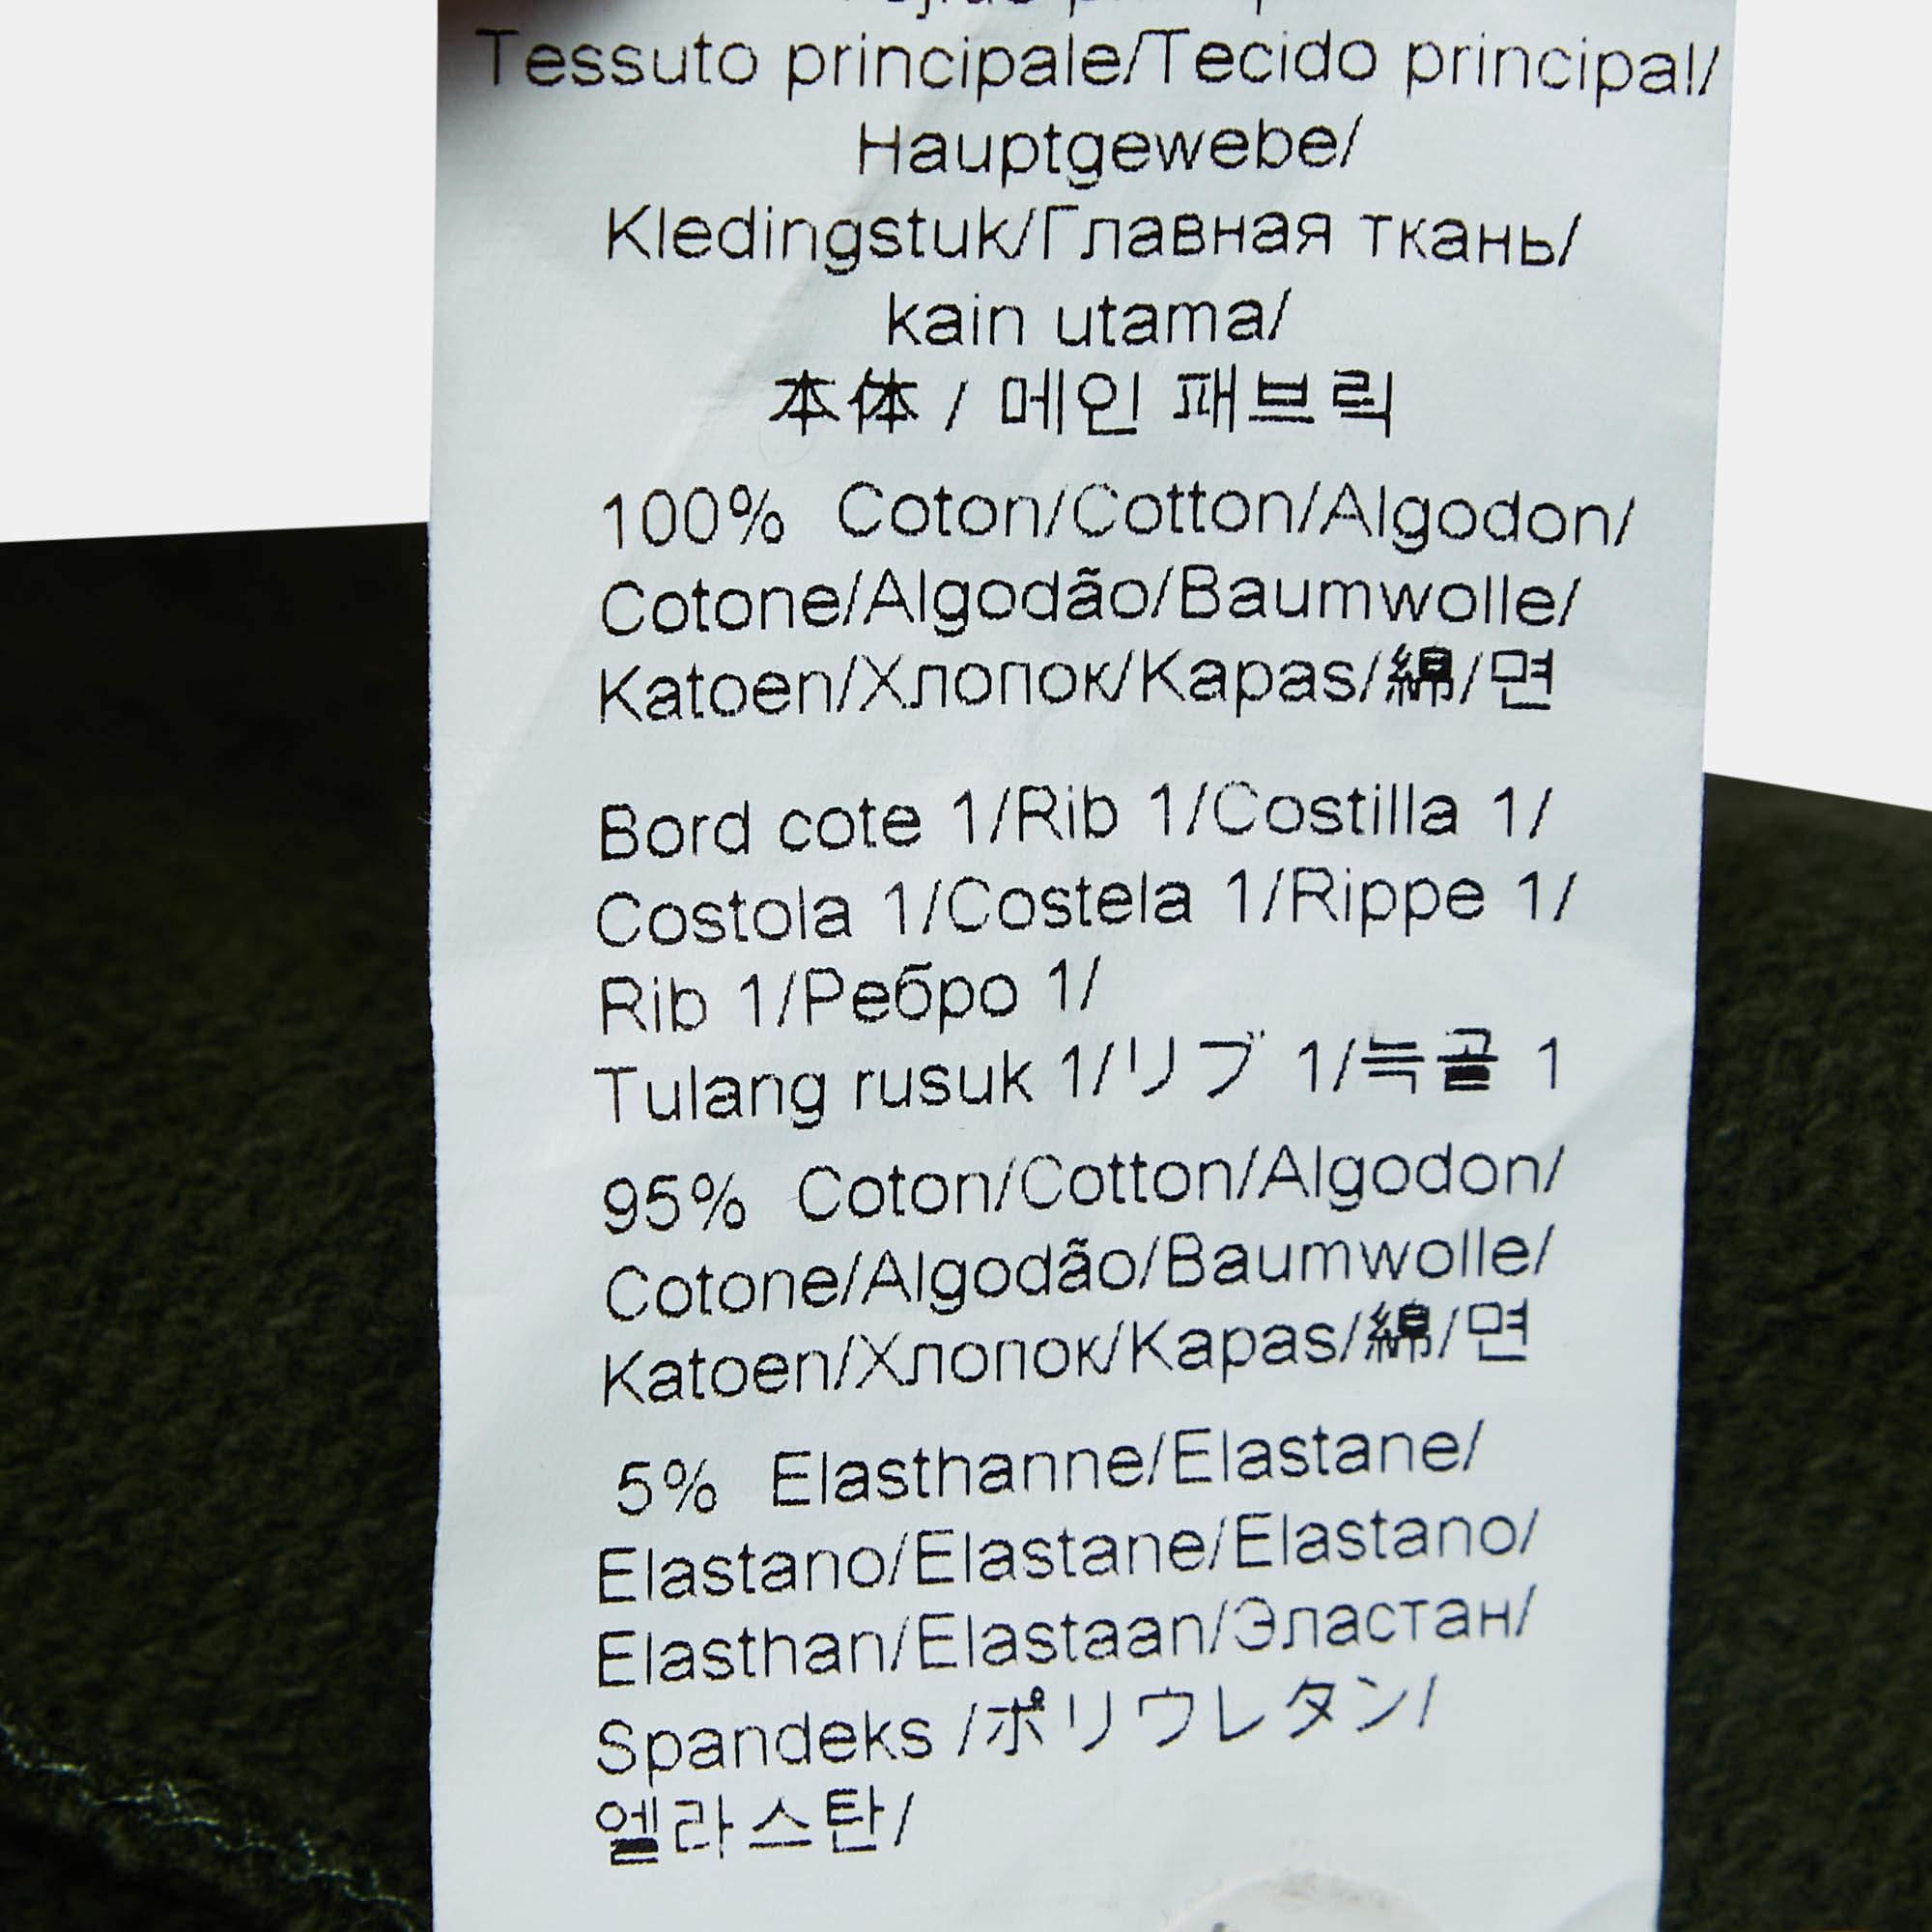 Tessuto principale/Tecido principal/
Hauptgewebe/
Kledingstuk/Главная ткань/
kain utama/
本体 / 메인 패브릭
100% Coton/Cotton/Algodon/
Cotone/Algodão/Baumwolle/
Katoen/Хлопок/Kapas/綿/면
Bord cote 1/Rib 1/Costilla 1/
Costola 1/Costela 1/Rippe 1/
Rib 1/Ребро 1/
Tulang rusuk 1/リブ 1/늑골 1
95% Coton/Cotton/Algodon/
Cotone/Algodão/Baumwolle/
Katoen/Хлопок/Kapas/綿/면
5% Elasthanne/Elastane/
Elastano/Elastane/Elastano/
Elasthan/Elastaan/Эластан/
Spandeks /ポリウレタン/
엘라스탄/